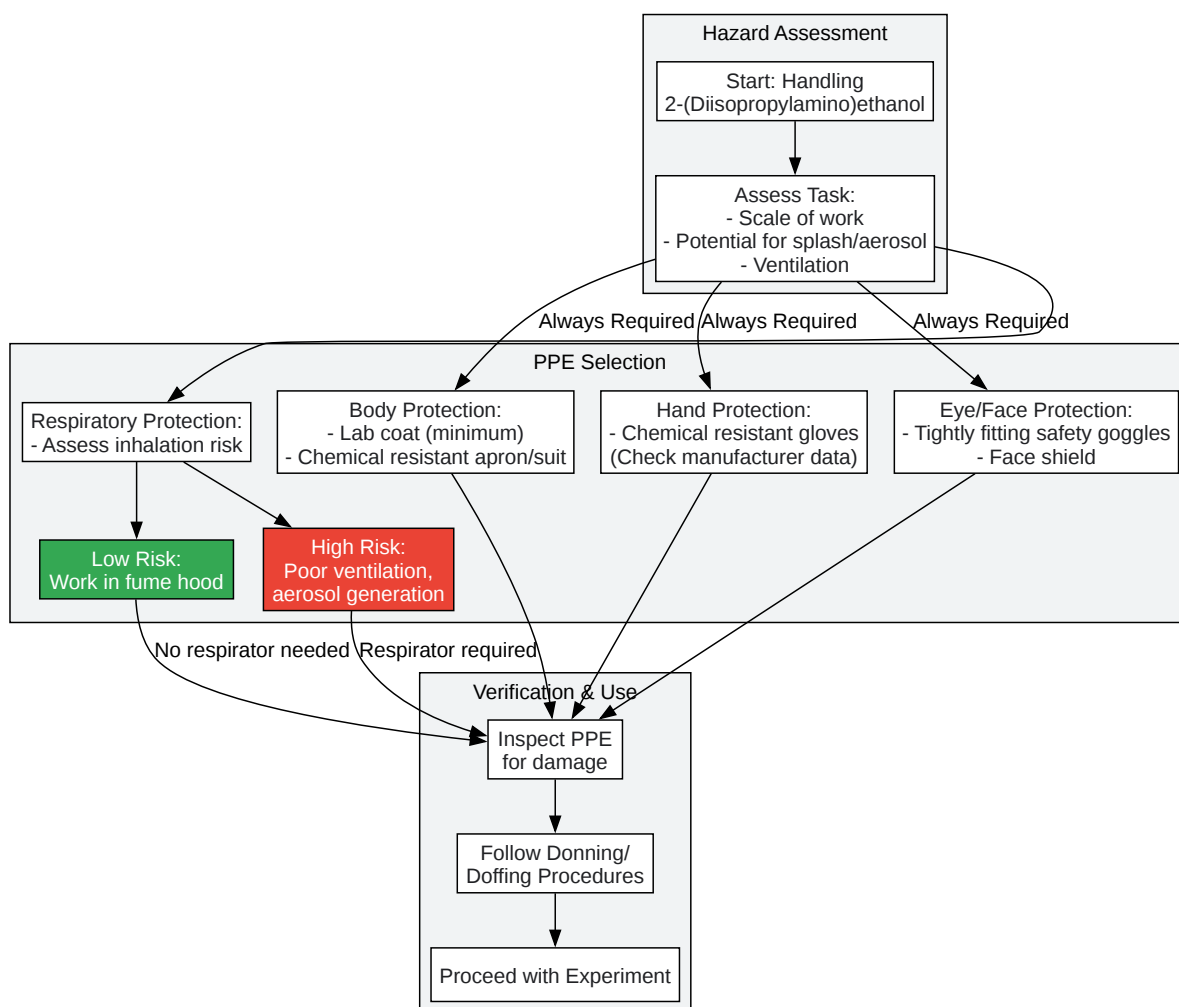 Hazard Assessment
Start: Handling
2-(Diisopropylamino)ethanol
Assess Task:
- Scale of work
- Potential for splash/aerosol
- Ventilation
Always Required
Always Required
Always Required
PPE Selection
Respiratory Protection:
- Assess inhalation risk
Body Protection:
- Lab coat (minimum)
- Chemical resistant apron/suit
Hand Protection:
- Chemical resistant gloves
(Check manufacturer data)
Eye/Face Protection:
- Tightly fitting safety goggles
- Face shield
Low Risk:
Work in fume hood
High Risk:
Poor ventilation,
aerosol generation
No respirator needed
Respirator required
Verification & Use
Inspect PPE
for damage
Follow Donning/
Doffing Procedures
Proceed with Experiment